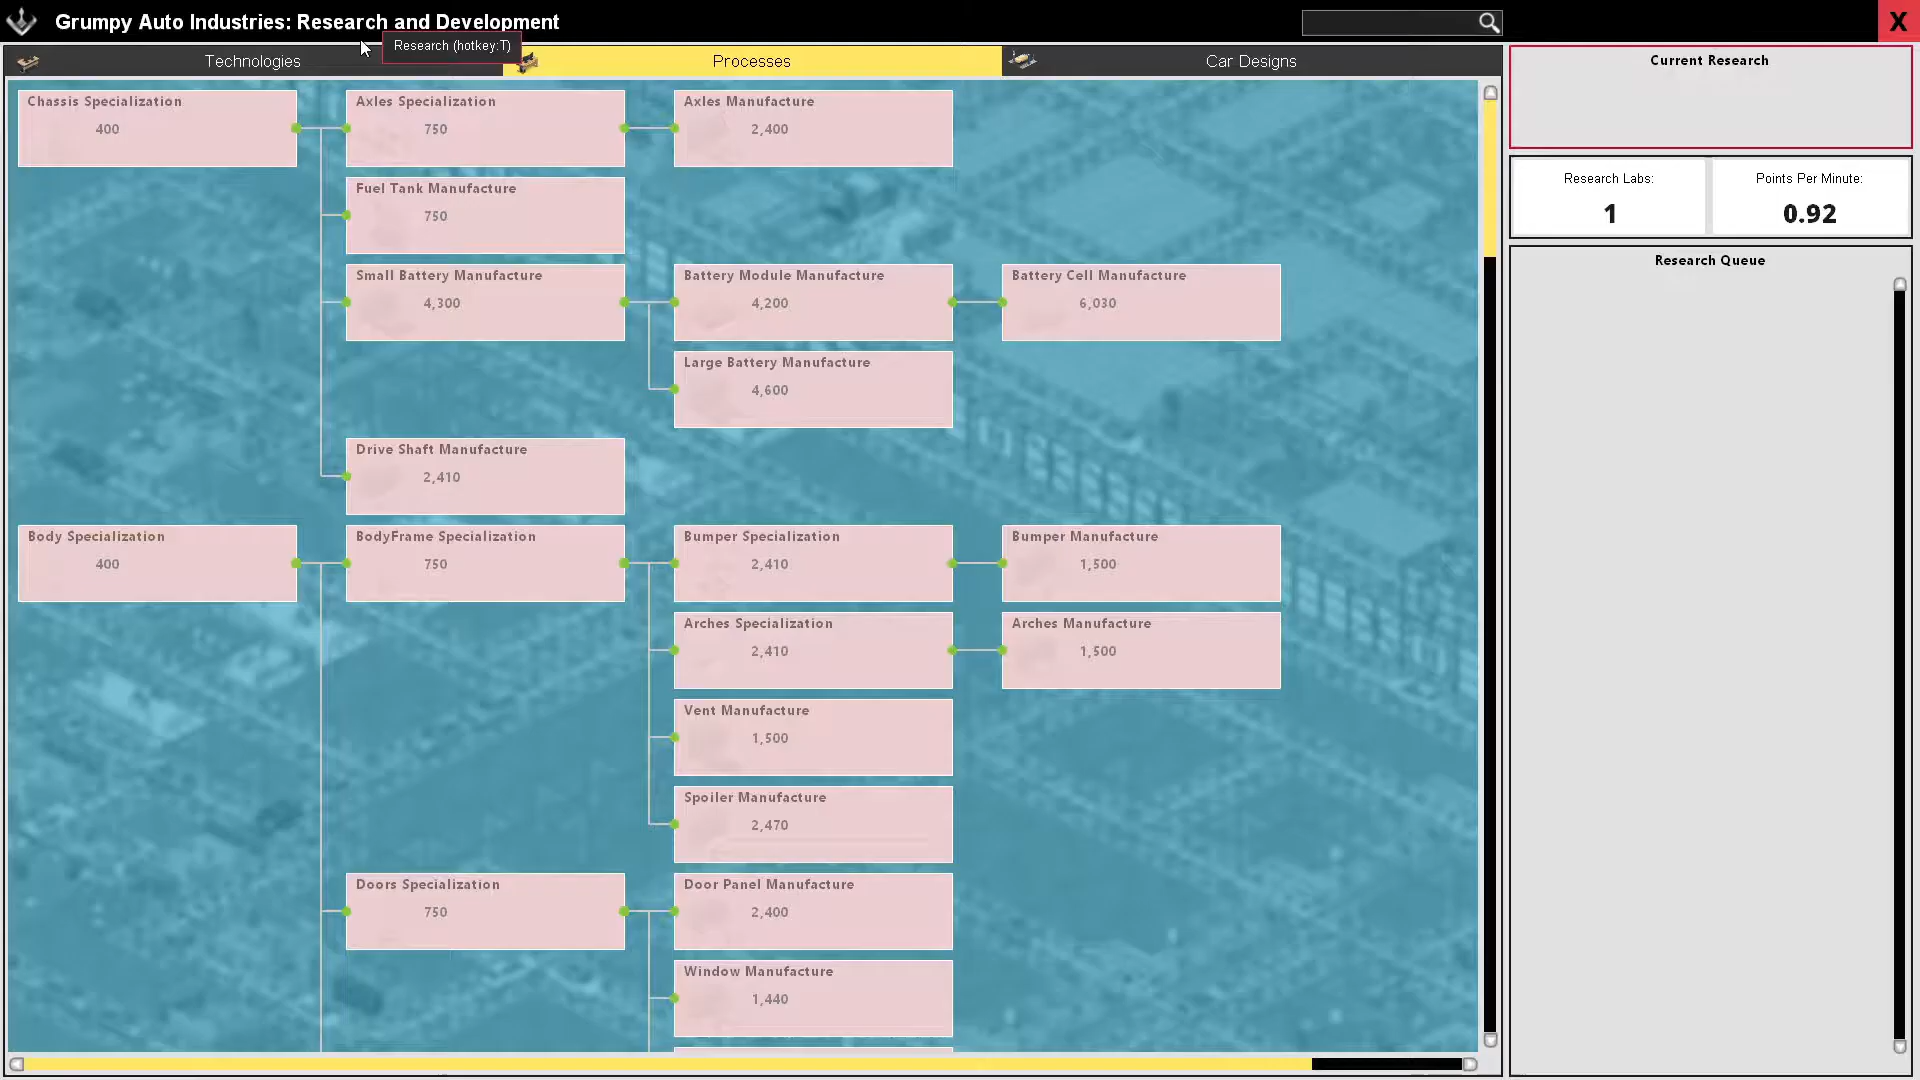 Grumpy Auto Industries: Research and Development
X
Research (hotkey:T)
Technologies
Processes
Car Designs
Chassis Specialization
400
Axles Specialization
750
Axles Manufacture
2,400
Fuel Tank Manufacture
750
Small Battery Manufacture
4,300
Battery Module Manufacture
4,200
Battery Cell Manufacture
6,030
Large Battery Manufacture
4,600
Drive Shaft Manufacture
2,410
Body Specialization
400
BodyFrame Specialization
750
Bumper Specialization
2,410
Bumper Manufacture
1,500
Arches Specialization
2,410
Arches Manufacture
1,500
Vent Manufacture
1,500
Spoiler Manufacture
2,470
Doors Specialization
750
Door Panel Manufacture
2,400
Window Manufacture
1,440
Current Research
Research Labs:
1
Points Per Minute:
0.92
Research Queue